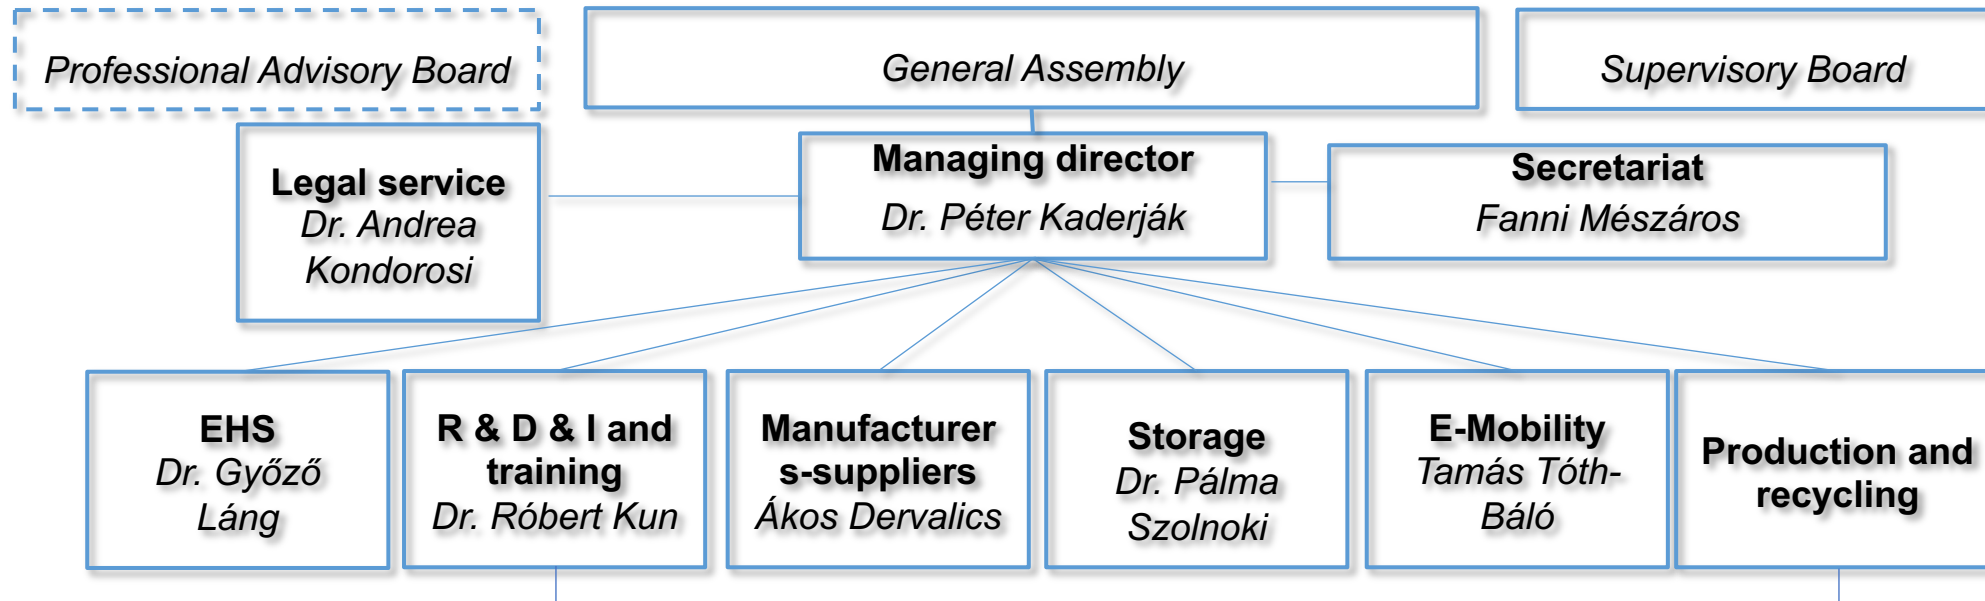 Professional Advisory Board
General Assembly
Supervisory Board
Legal service
Dr. Andrea
Kondorosi
Managing director
Dr. Péter Kaderják
Secretariat
Fanni Mészáros
EHS
Dr. Győző
Láng
R & D & I and
training
Dr. Róbert Kun
Manufacturer
s-suppliers
Ákos Dervalics
Storage
Dr. Pálma
Szolnoki
E-Mobility
Tamás Tóth-
Báló
Production and
recycling